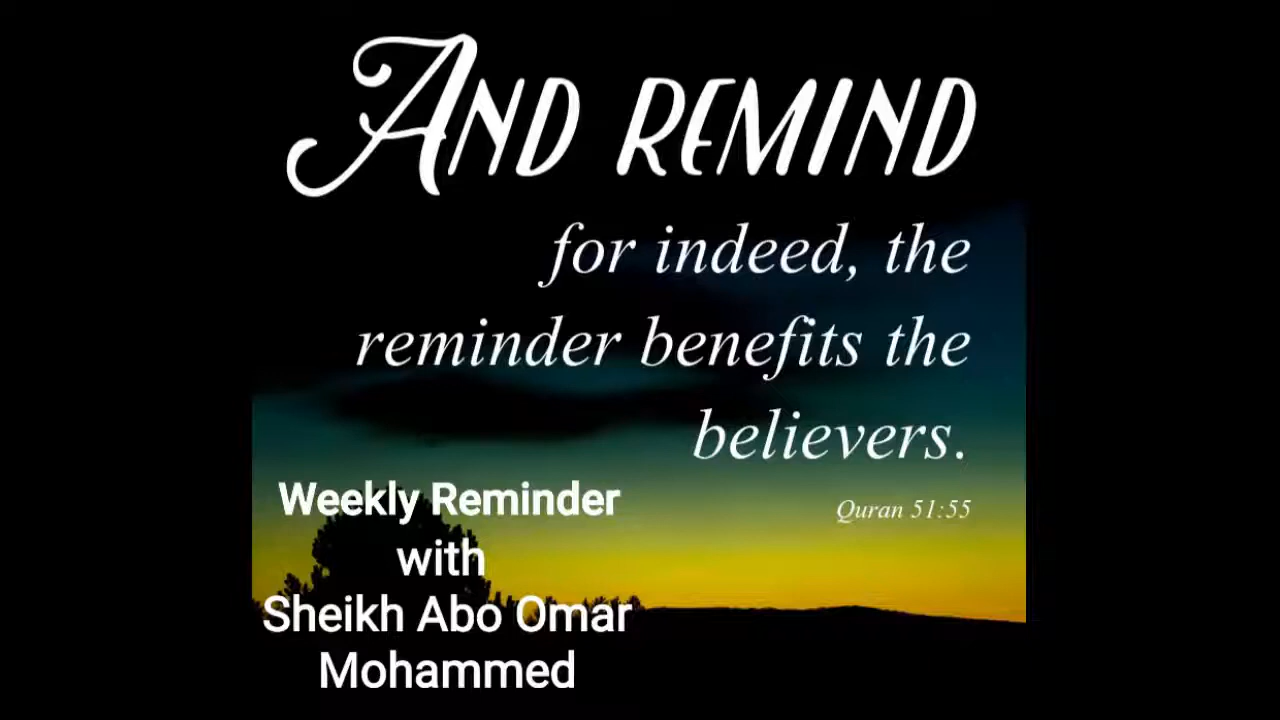 AND REMIND
for indeed, the
reminder benefits the
believers.
Quran 51:55
Weekly Reminder
with
Sheikh Abo Omar
Mohammed